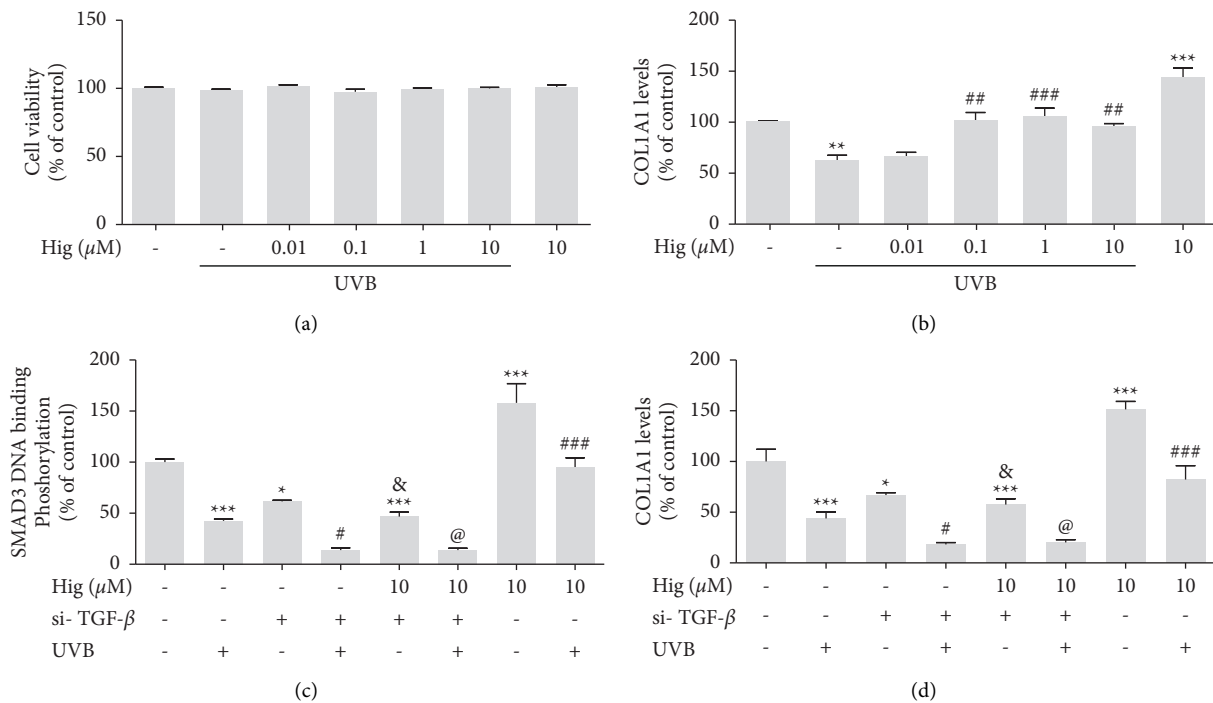 150
100
50
0
Cell viability
(% of control)
Hig (μM)
- - 0.01 0.1 1 10 10
UVB
(a)
200
150
100
50
0
COL1A1 levels
(% of control)
** ## ### ## ***
Hig (μM)
- - 0.01 0.1 1 10 10
UVB
(b)
200
150
100
50
0
SMAD3 DNA binding
Phoshorylation
(% of control)
*** * # & *** @ *** ###
Hig (μM) - - - - 10 10 10 10
si- TGF-β - - + + + + - -
UVB - + - + - + - +
(c)
200
150
100
50
0
COL1A1 levels
(% of control)
*** * # & *** @ *** ###
Hig (μM) - - - - 10 10 10 10
si- TGF-β - - + + + + - -
UVB - + - + - + - +
(d)